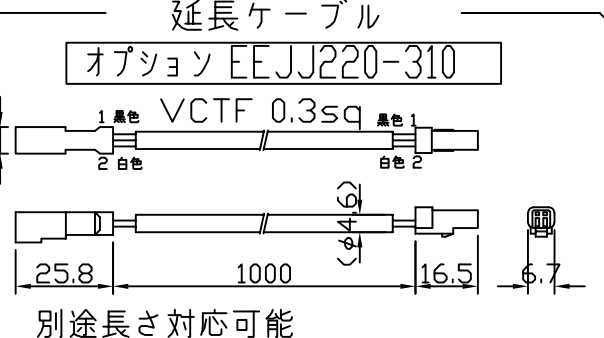 延長ケーブル
オプション EEJJ220-310
VCTF 0.3sq
1 黒色 黒色 1
2 白色 白色 2
(φ4.6)
25.8 1000 16.5 6.7
別途長さ対応可能